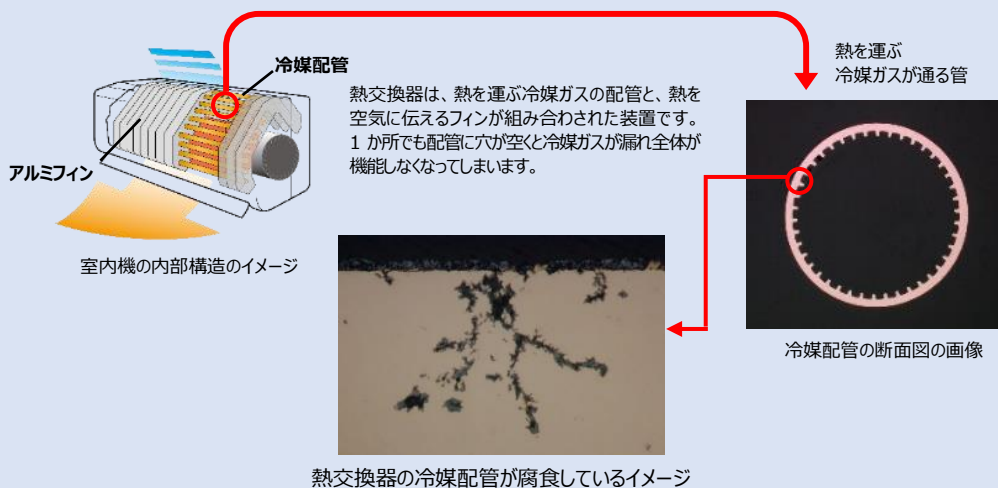 冷媒配管
アルミフィン
室内機の内部構造のイメージ
熱交換器は、熱を運ぶ冷媒ガスの配管と、熱を
空気に伝えるフィンが組み合わされた装置です。
1 か所でも配管に穴が空くと冷媒ガスが漏れ全体が
機能しなくなってしまいます。
熱を運ぶ
冷媒ガスが通る管
冷媒配管の断面図の画像
熱交換器の冷媒配管が腐食しているイメージ